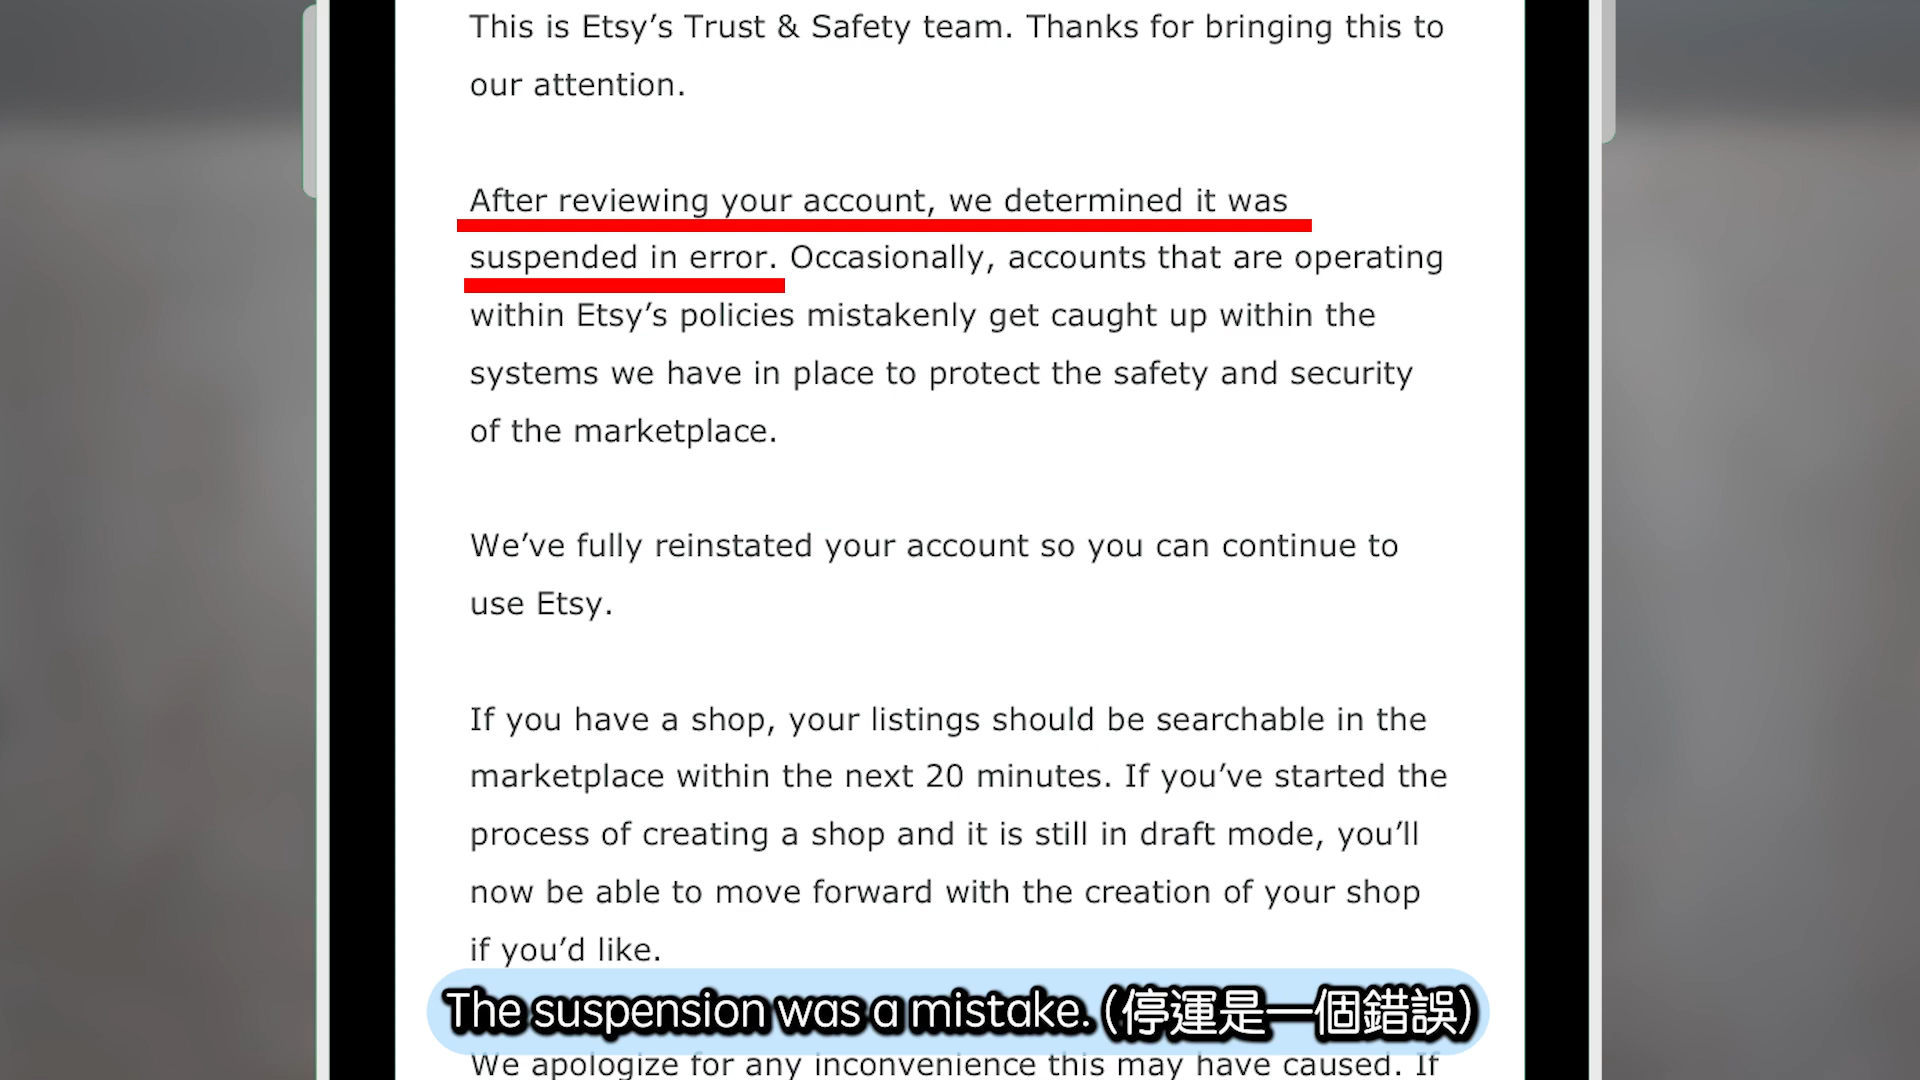 This is Etsy’s Trust & Safety team. Thanks for bringing this to
our attention.
After reviewing your account, we determined it was
suspended in error. Occasionally, accounts that are operating
within Etsy’s policies mistakenly get caught up within the
systems we have in place to protect the safety and security
of the marketplace.
We’ve fully reinstated your account so you can continue to
use Etsy.
If you have a shop, your listings should be searchable in the
marketplace within the next 20 minutes. If you’ve started the
process of creating a shop and it is still in draft mode, you’ll
now be able to move forward with the creation of your shop
if you’d like.
The suspension was a mistake. (停運是一個錯誤)
We apologize for any inconvenience this may have caused. If